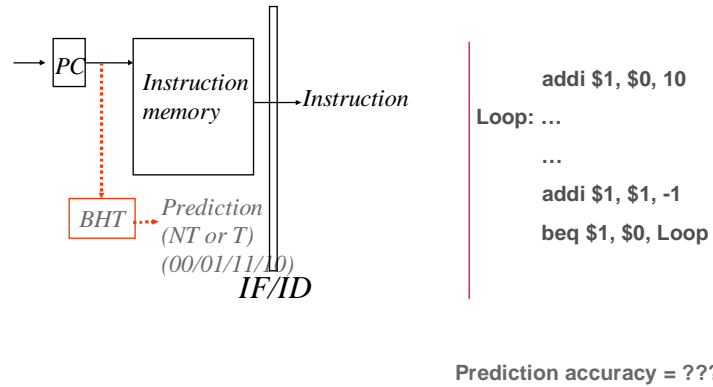 PC
Instruction
memory
Instruction
BHT
Prediction
(NT or T)
(00/01/11/10)
IF/ID
addi $1, $0, 10
Loop: …
…
addi $1, $1, -1
beq $1, $0, Loop
Prediction accuracy = ???